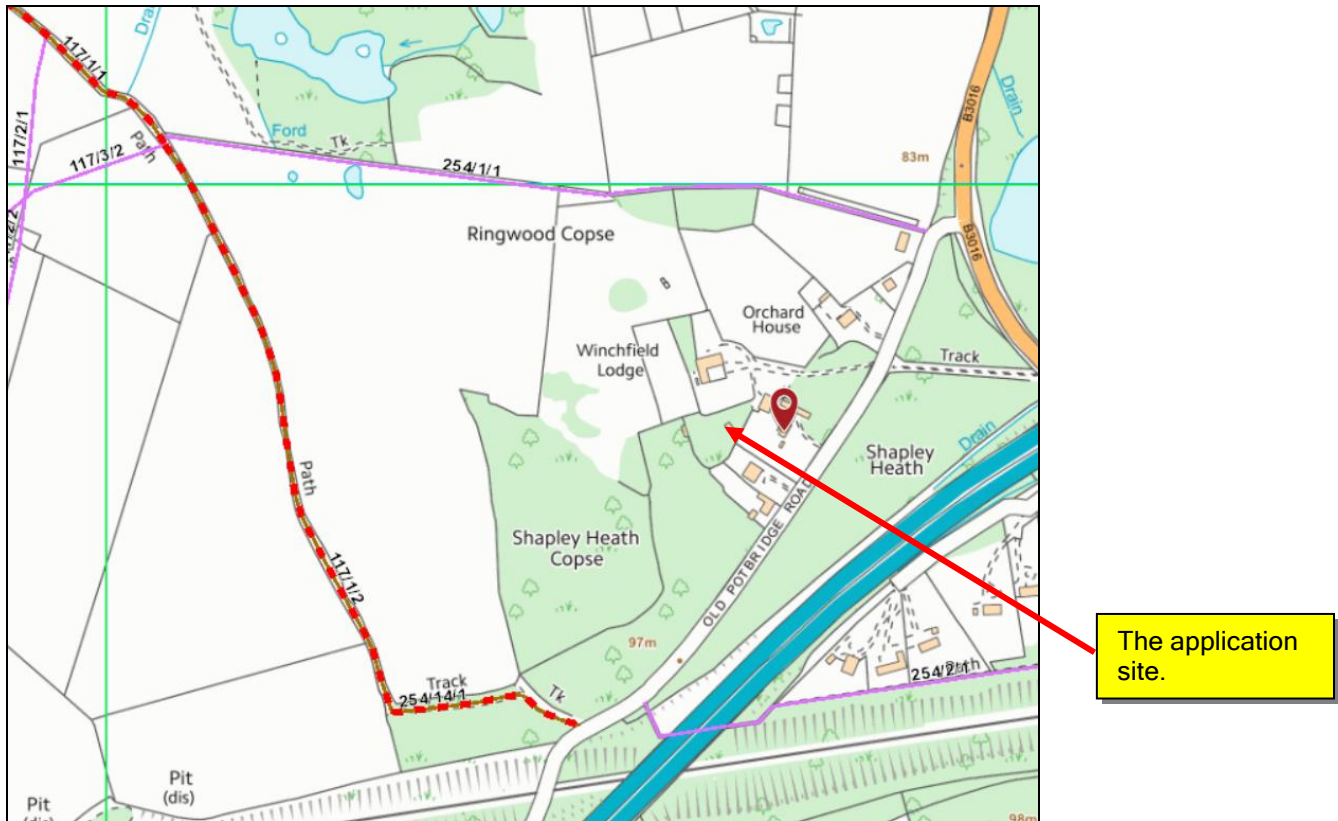 Drain
117/1/1
B3016
Drain
Ford
Tk
Path
117/2/1
117/3/2
254/1/1
83m
B3016
Ringwood Copse
Orchard
House
Winchfield
Lodge
Track
Path
Drain
Shapley
Heath
Shapley Heath
Copse
OLD POTBRIDGE ROAD
117/1/2
The application
site.
97m
Track
Tk
254/14/1
254/2/1
Pit
(dis)
Pit
(dis)
98m